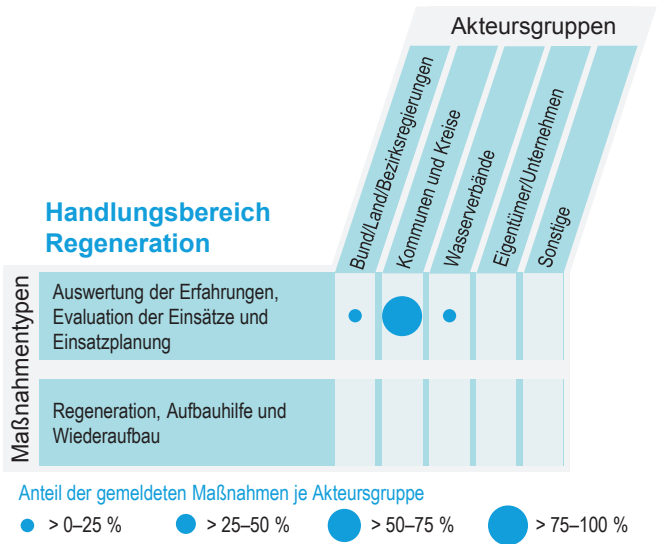 Akteursgruppen
Bund/Land/Bezirksregierungen
Kommunen und Kreise
Wasserverbände
Eigentümer/Unternehmen
Sonstige
Handlungsbereich
Regeneration
Maßnahmentypen
Auswertung der Erfahrungen,
Evaluation der Einsätze und
Einsatzplanung
Regeneration, Aufbauhilfe und
Wiederaufbau
Anteil der gemeldeten Maßnahmen je Akteursgruppe
> 0–25 %
> 25–50 %
> 50–75 %
> 75–100 %